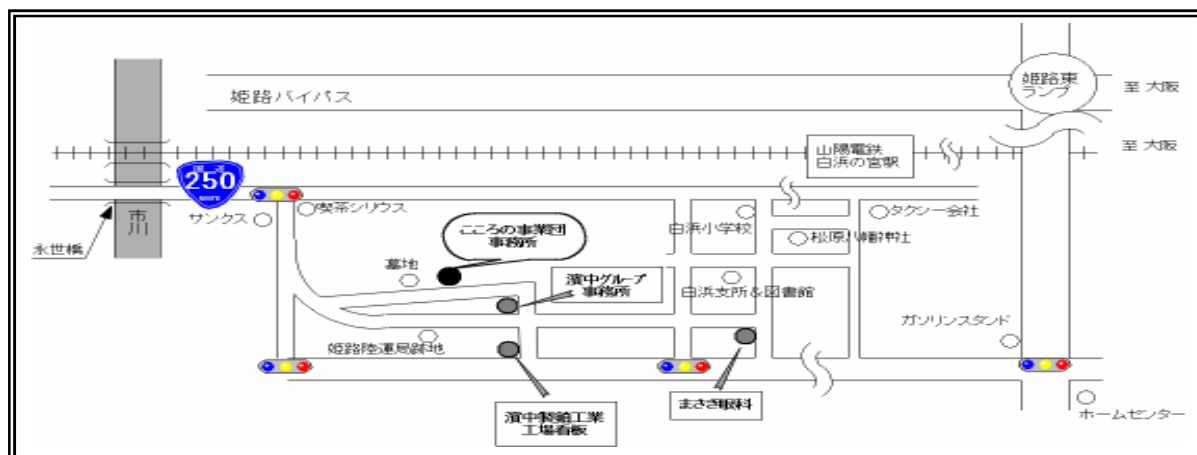 姫路バイパス
姫路東
ランプ
至 大阪
山陽電鉄
白浜の宮駅
至 大阪
国道
250
ROUTE
市川
永世橋
サンクス
喫茶シリウス
こころの事業団
事務所
墓地
濱中グループ
事務所
白浜小学校
タクシー会社
松原八幡神社
白浜支所&図書館
ガソリンスタンド
姫路陸運局跡地
濱中製鎖工業
工場看板
まさき眼科
ホームセンター